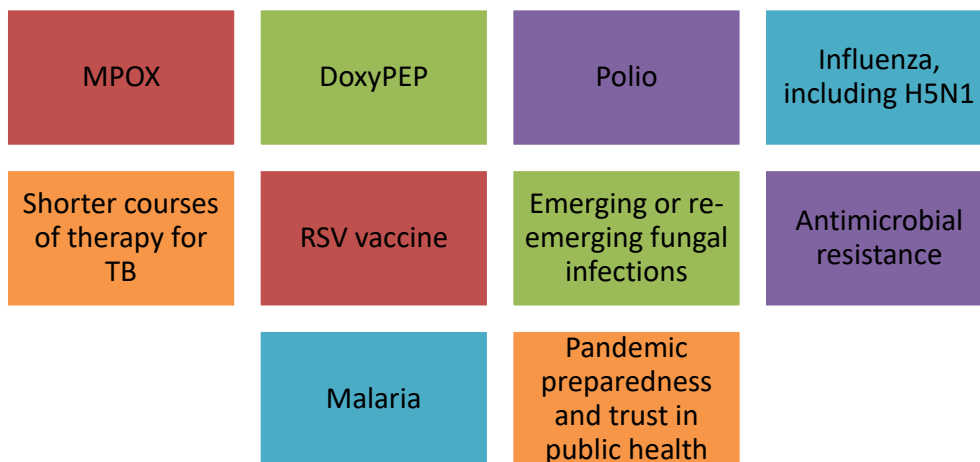 MPOX
DoxyPEP
Polio
Influenza,
including H5N1
Shorter courses
of therapy for
TB
RSV vaccine
Emerging or re-
emerging fungal
infections
Antimicrobial
resistance
Malaria
Pandemic
preparedness
and trust in
public health